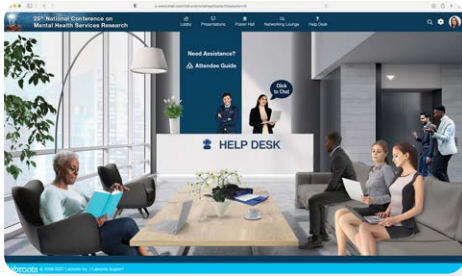 25th National Conference on
Mental Health Services Research
Lobby
Presentations
Poster Hall
Networking Lounge
Help Desk
Need Assistance?
Attendee Guide
Click
to Chat
HELP DESK